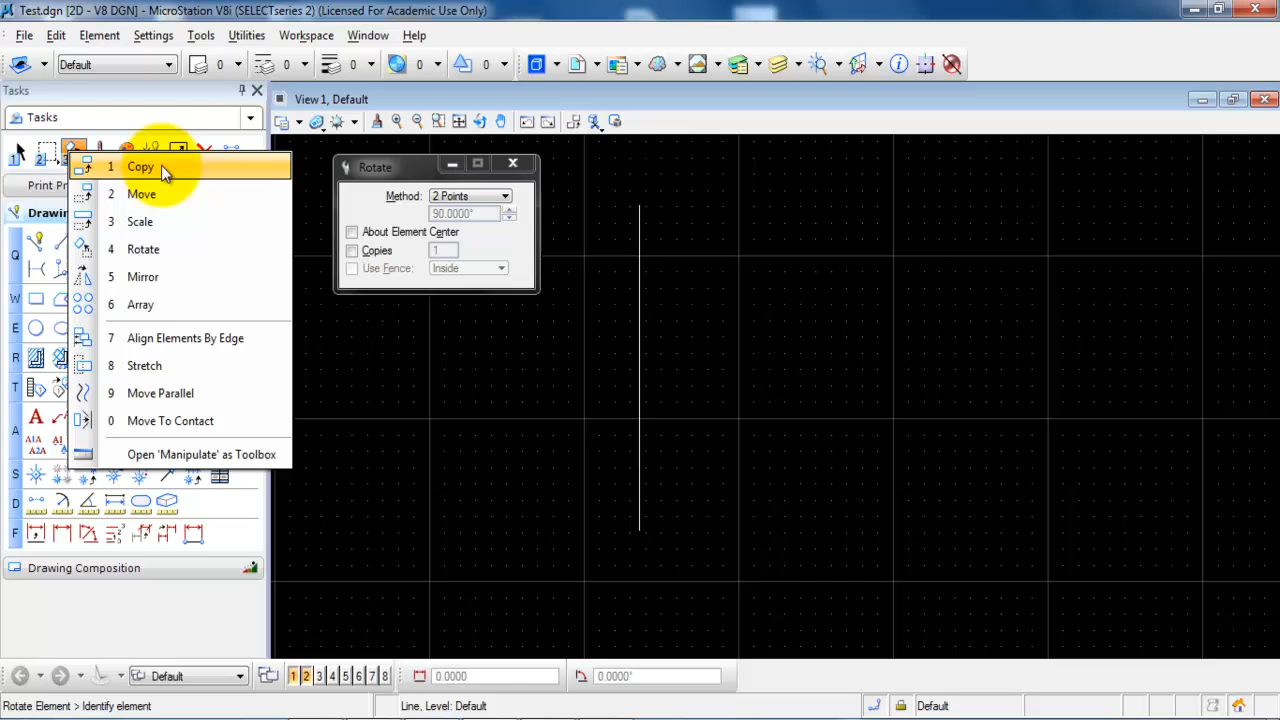 Test.dgn [2D - V8 DGN] - MicroStation V8i (SELECTseries 2) (Licensed For Academic Use Only)
File Edit Element Settings Tools Utilities Workspace Window Help
Default 0 0 0 0 0
Tasks
Tasks
View 1, Default
1 2 3
Print Pr
Drawin
1 Copy
2 Move
3 Scale
4 Rotate
5 Mirror
6 Array
7 Align Elements By Edge
8 Stretch
9 Move Parallel
0 Move To Contact
Open 'Manipulate' as Toolbox
Rotate
Method: 2 Points
90.0000°
About Element Center
Copies 1
Use Fence: Inside
Q
W
E
R
T
A
S
D
F
Drawing Composition
Default 1 2 3 4 5 6 7 8 0.0000 0.0000°
Rotate Element > Identify element Line, Level: Default Default